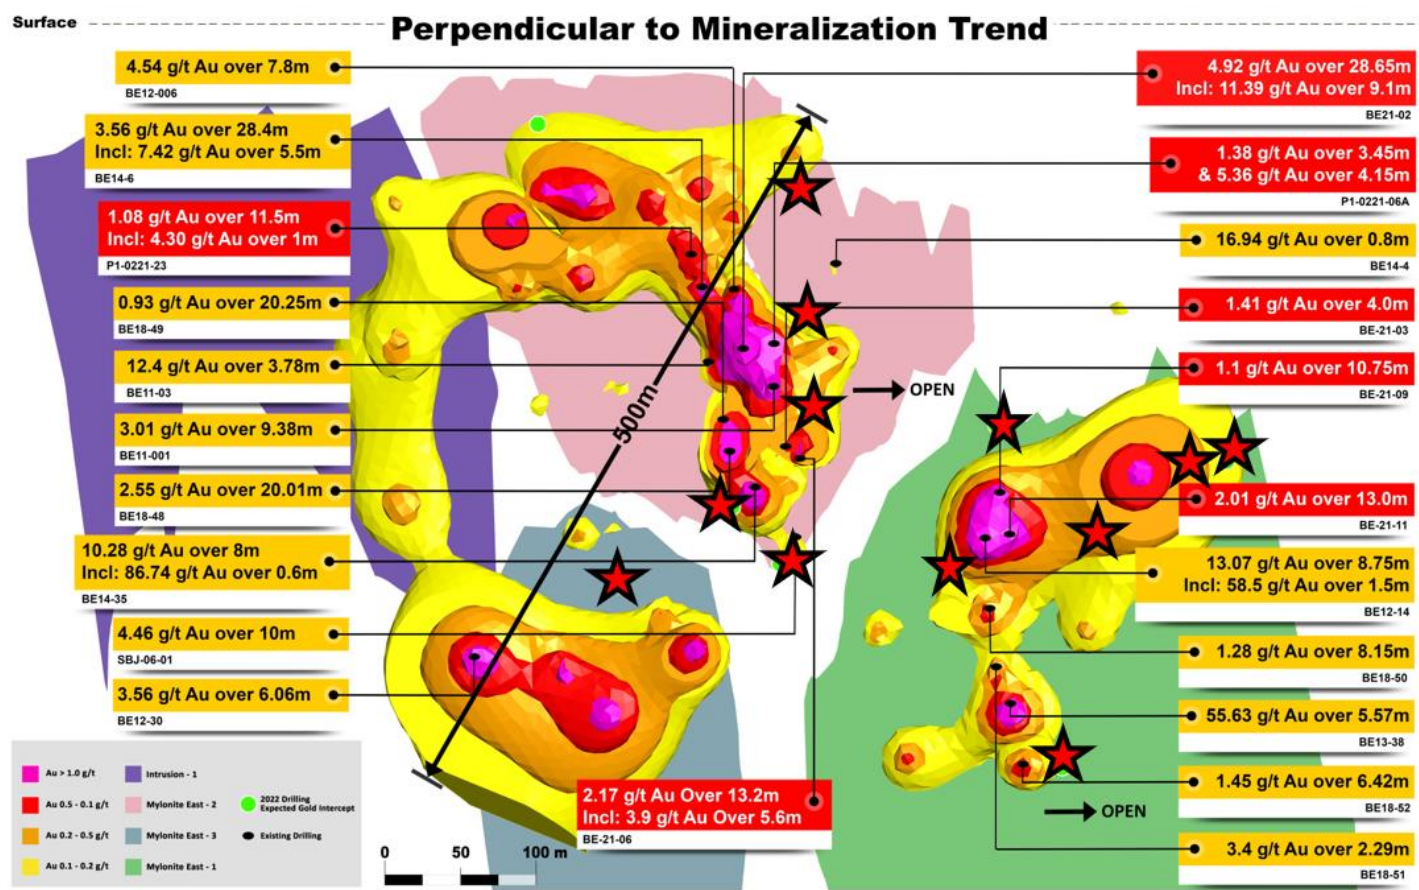 Surface
Perpendicular to Mineralization Trend
4.54 g/t Au over 7.8m
BE12-006
3.56 g/t Au over 28.4m
Incl: 7.42 g/t Au over 5.5m
BE14-6
1.08 g/t Au over 11.5m
Incl: 4.30 g/t Au over 1m
P1-0221-23
0.93 g/t Au over 20.25m
BE18-49
12.4 g/t Au over 3.78m
BE11-03
3.01 g/t Au over 9.38m
BE11-001
2.55 g/t Au over 20.01m
BE18-48
10.28 g/t Au over 8m
Incl: 86.74 g/t Au over 0.6m
BE14-35
4.46 g/t Au over 10m
SBJ-06-01
3.56 g/t Au over 6.06m
BE12-30
500m
OPEN
4.92 g/t Au over 28.65m
Incl: 11.39 g/t Au over 9.1m
BE21-02
1.38 g/t Au over 3.45m
& 5.36 g/t Au over 4.15m
P1-0221-06A
16.94 g/t Au over 0.8m
BE14-4
1.41 g/t Au over 4.0m
BE-21-03
1.1 g/t Au over 10.75m
BE-21-09
2.01 g/t Au over 13.0m
BE-21-11
13.07 g/t Au over 8.75m
Incl: 58.5 g/t Au over 1.5m
BE12-14
1.28 g/t Au over 8.15m
BE18-50
55.63 g/t Au over 5.57m
BE13-38
1.45 g/t Au over 6.42m
BE18-52
OPEN
3.4 g/t Au over 2.29m
BE18-51
2.17 g/t Au Over 13.2m
Incl: 3.9 g/t Au Over 5.6m
BE-21-06
Au > 1.0 g/t
Au 0.5 - 0.1 g/t
Au 0.2 - 0.5 g/t
Au 0.1 - 0.2 g/t
Intrusion - 1
Mylonite East - 2
Mylonite East - 3
Mylonite East - 1
2022 Drilling
Expected Gold Intercept
Existing Drilling
0 50 100 m